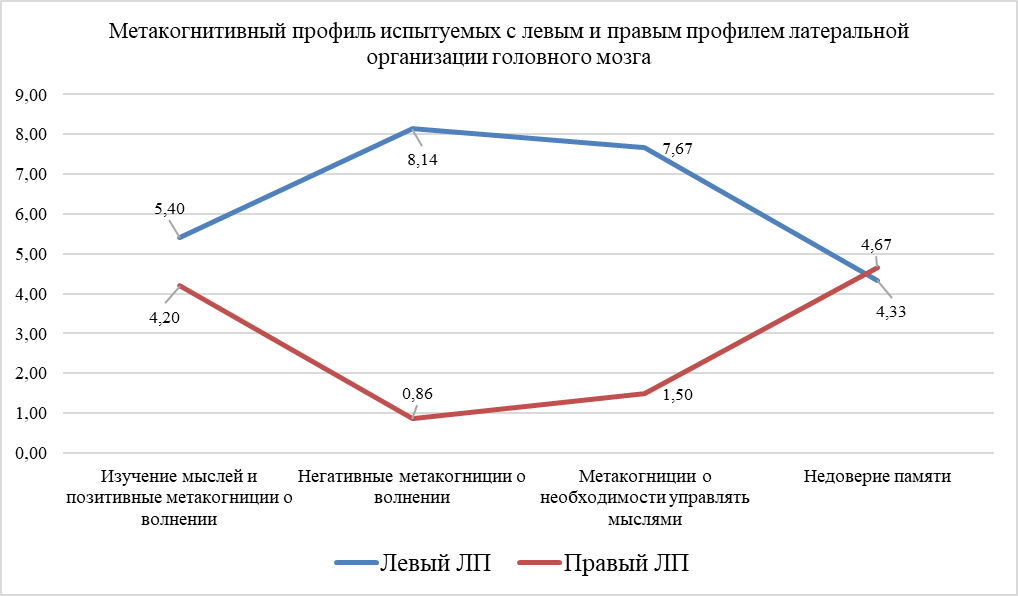 Метакогнитивный профиль испытуемых с левым и правым профилем латеральной
организации головного мозга
9,00
8,00
7,00
6,00
5,00
4,00
3,00
2,00
1,00
0,00
5,40
8,14
7,67
4,33
4,20
0,86
1,50
4,67
Изучение мыслей и
позитивные метакогниции о
волнении
Негативные метакогниции о
волнении
Метакогниции о
необходимости управлять
мыслями
Недоверие памяти
Левый ЛП
Правый ЛП